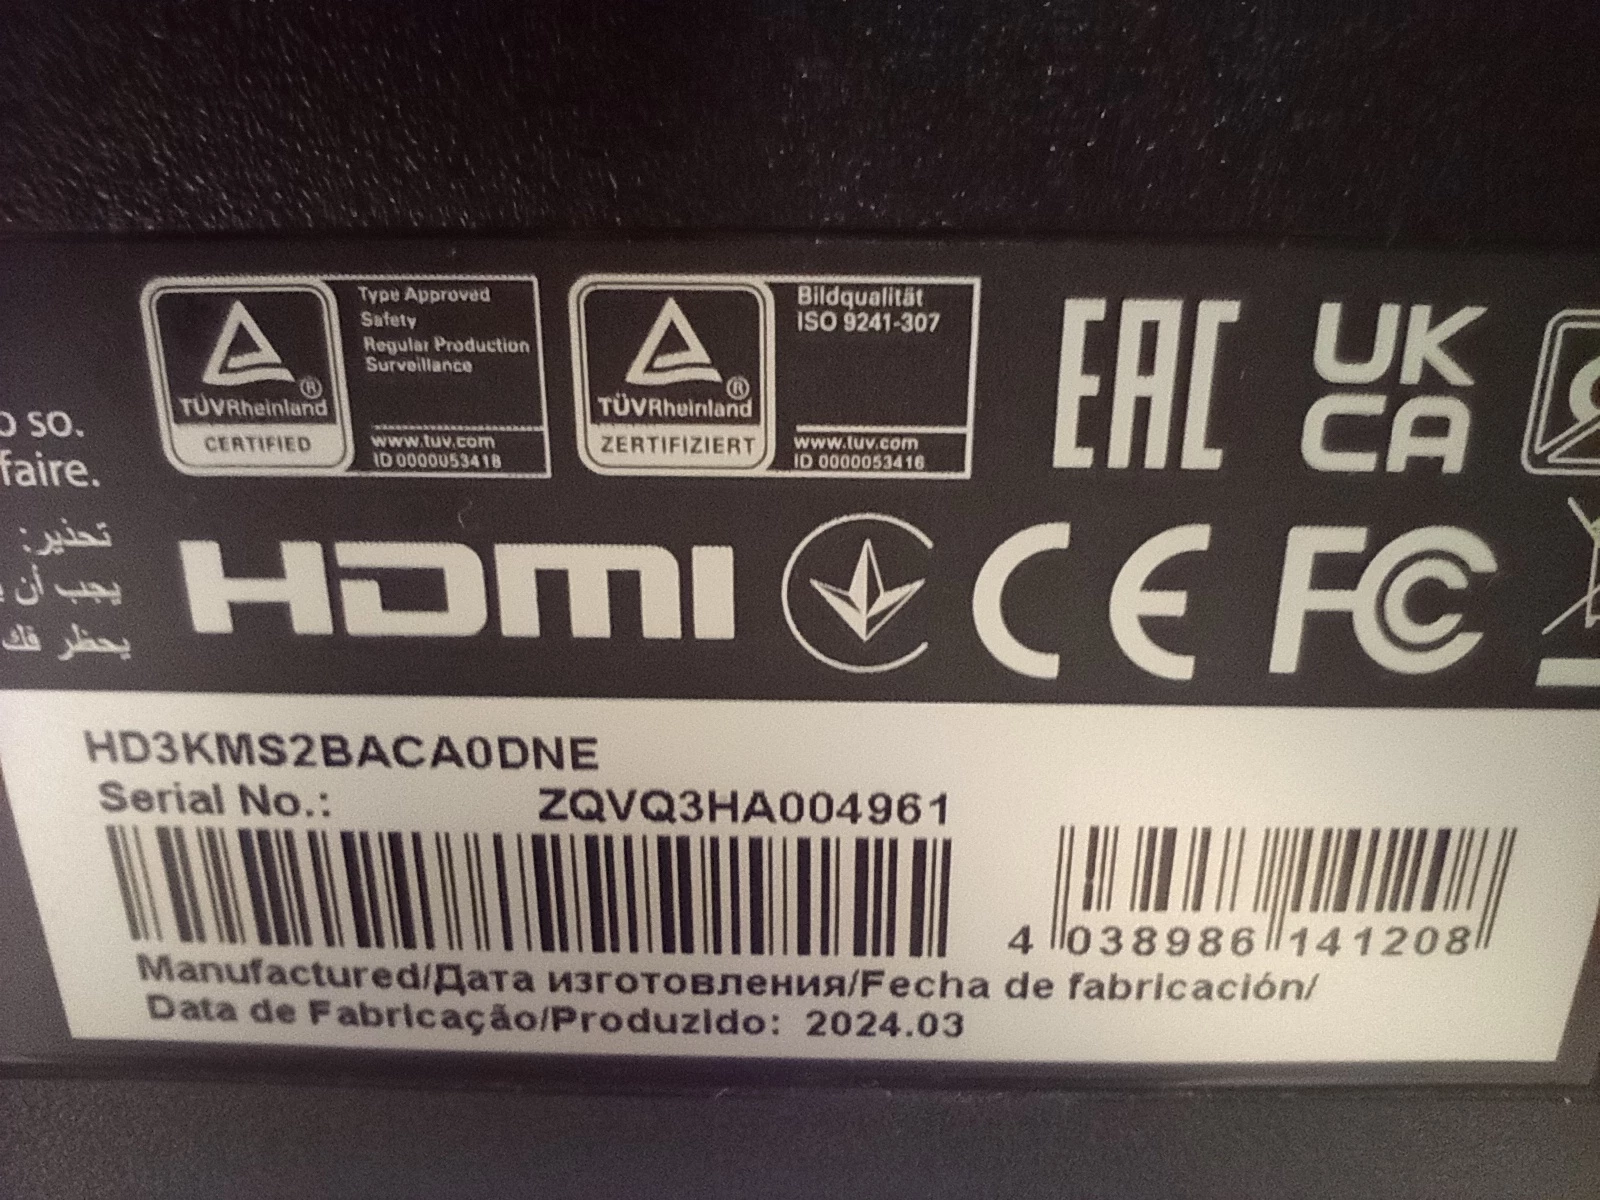 Type Approved
Safety
Regular Production
Surveillance
TÜVRheinland
CERTIFIED
www.tuv.com
ID 0000053418
Bildqualität
ISO 9241-307
TÜVRheinland
ZERTIFIZIERT
www.tuv.com
ID 0000053416
EAC
UK
CA
so.
faire.
تحذير:
يجب أن
يحظر فك
HDMI
CE
FC
HD3KMS2BACA0DNE
Serial No.: ZQVQ3HA004961
4 038986 141208
Manufactured/Дата изготовления/Fecha de fabricación/
Data de Fabricação/Produzido: 2024.03